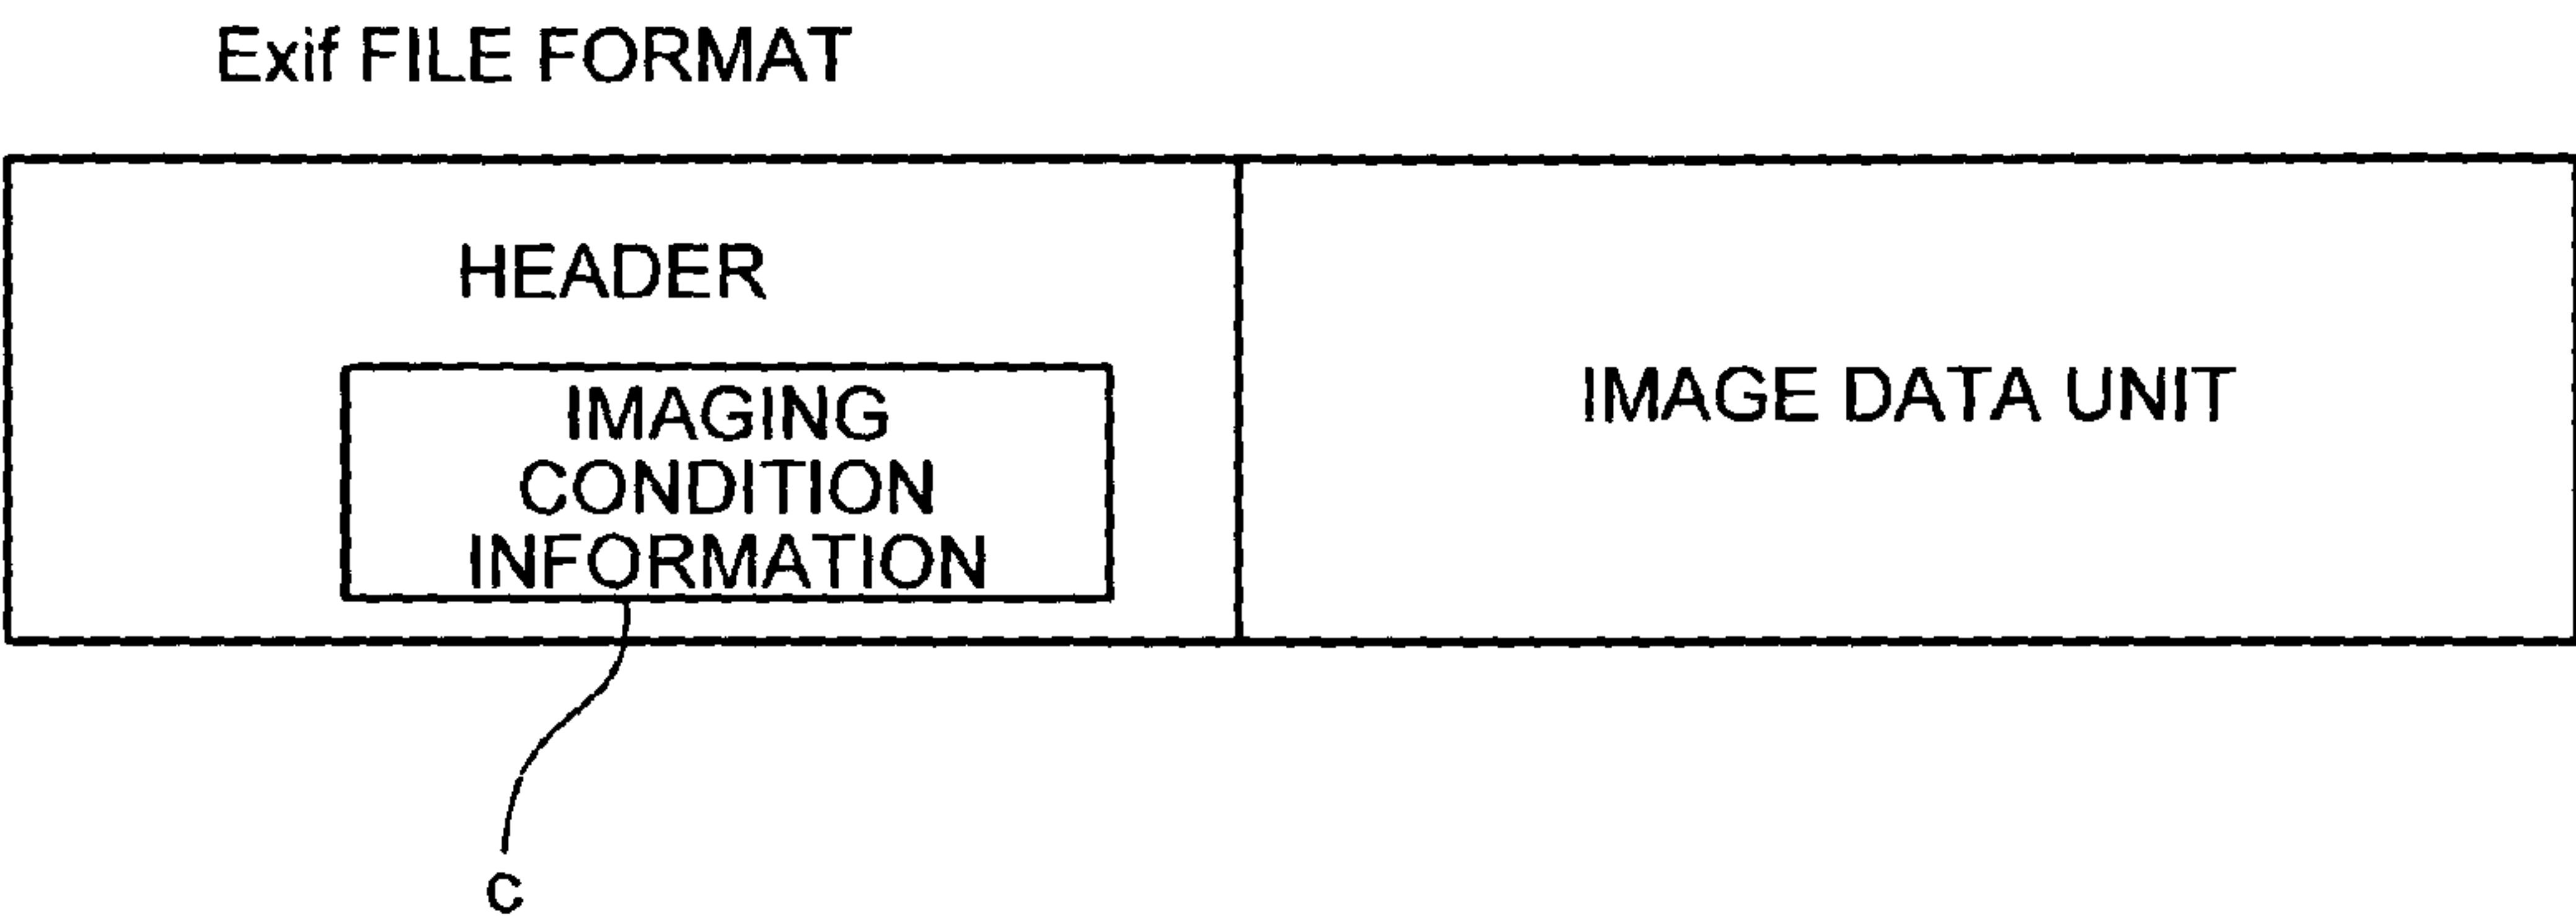 Exif FILE FORMAT
HEADER
IMAGING
CONDITION
INFORMATION
IMAGE DATA UNIT
c